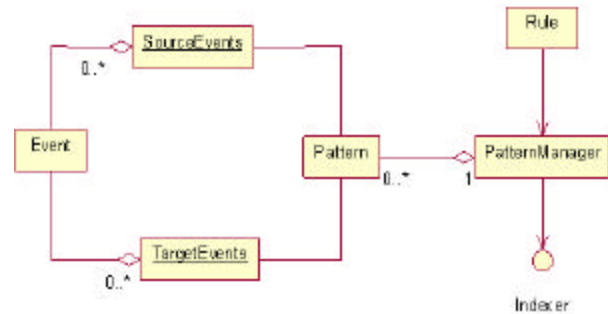 SourceEvents
Rule
0..*
Event
Pattern
PatternManager
0..*
1
TargetEvents
0..*
Indexer